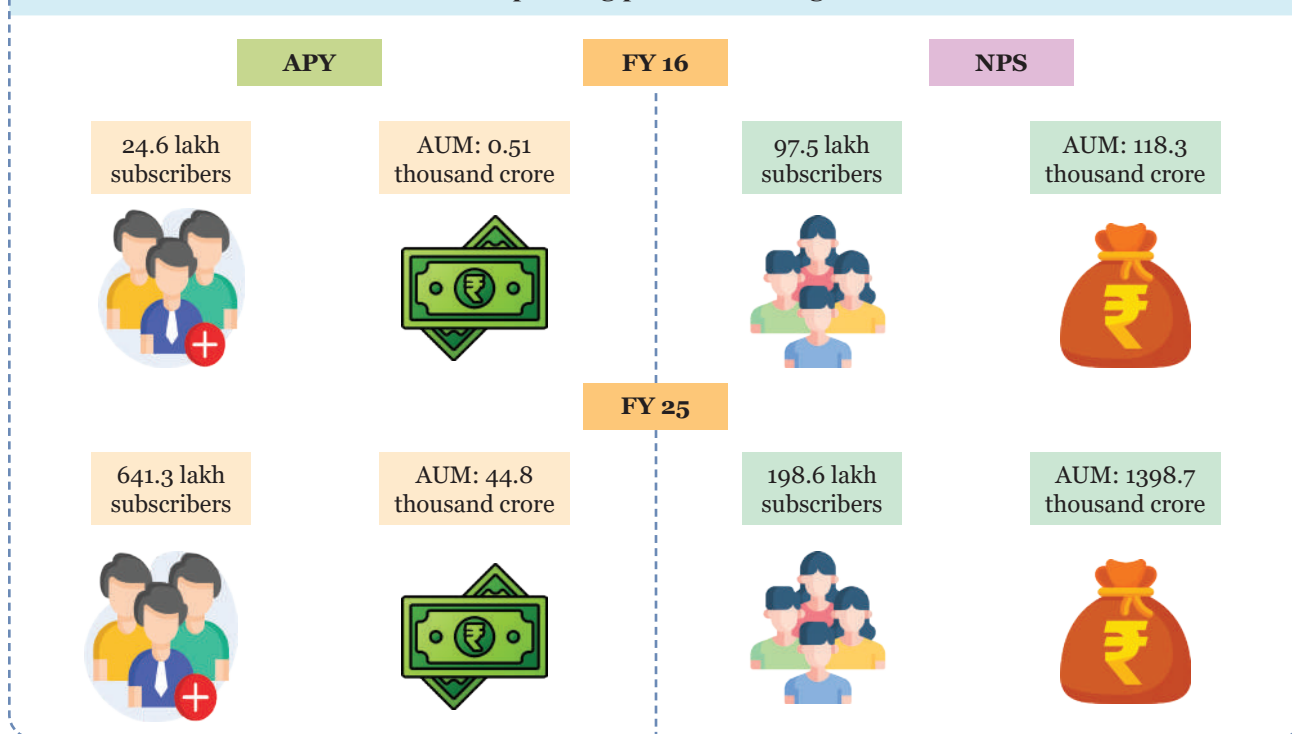 APY
FY 16
NPS
24.6 lakh
subscribers
AUM: 0.51
thousand crore
97.5 lakh
subscribers
AUM: 118.3
thousand crore
FY 25
641.3 lakh
subscribers
AUM: 44.8
thousand crore
198.6 lakh
subscribers
AUM: 1398.7
thousand crore